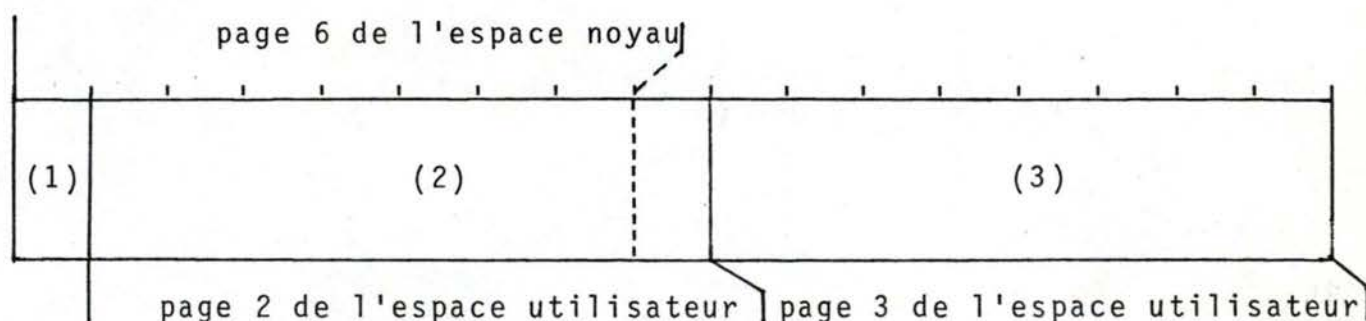 page 6 de l'espace noyau
(1) (2) (3)
page 2 de l'espace utilisateur page 3 de l'espace utilisateur